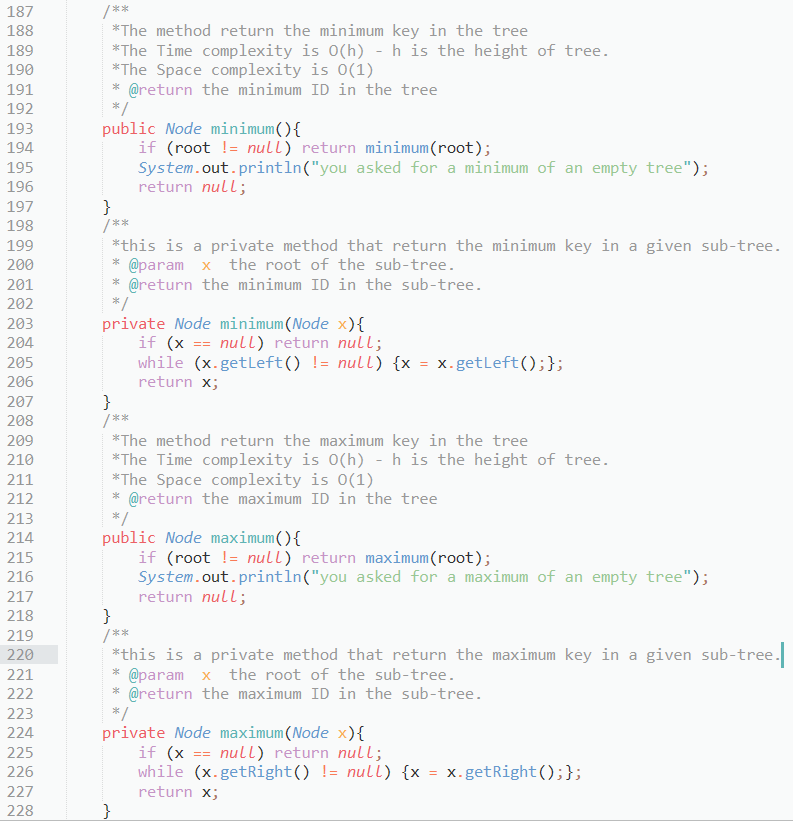 187     /**
188      *The method return the minimum key in the tree
189      *The Time complexity is O(h) - h is the height of tree.
190      *The Space complexity is O(1)
191      * @return the minimum ID in the tree
192      */
193     public Node minimum(){
194         if (root != null) return minimum(root);
195         System.out.println("you asked for a minimum of an empty tree");
196         return null;
197     }
198     /**
199      *this is a private method that return the minimum key in a given sub-tree.
200      * @param  x  the root of the sub-tree.
201      * @return the minimum ID in the sub-tree.
202      */
203     private Node minimum(Node x){
204         if (x == null) return null;
205         while (x.getLeft() != null) {x = x.getLeft();};
206         return x;
207     }
208     /**
209      *The method return the maximum key in the tree
210      *The Time complexity is O(h) - h is the height of tree.
211      *The Space complexity is O(1)
212      * @return the maximum ID in the tree
213      */
214     public Node maximum(){
215         if (root != null) return maximum(root);
216         System.out.println("you asked for a maximum of an empty tree");
217         return null;
218     }
219     /**
220      *this is a private method that return the maximum key in a given sub-tree.
221      * @param  x  the root of the sub-tree.
222      * @return the maximum ID in the sub-tree.
223      */
224     private Node maximum(Node x){
225         if (x == null) return null;
226         while (x.getRight() != null) {x = x.getRight();};
227         return x;
228     }